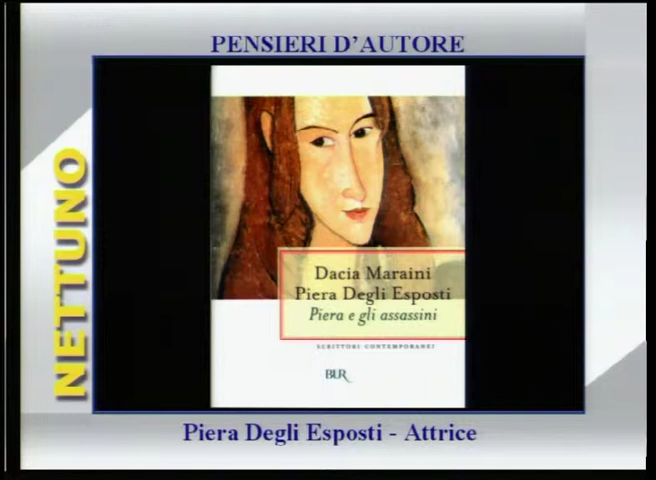 PENSIERI D'AUTORE
NETTUNO
Dacia Maraini
Piera Degli Esposti
Piera e gli assassini
SCRITTORI CONTEMPORANEI
BUR
Piera Degli Esposti - Attrice